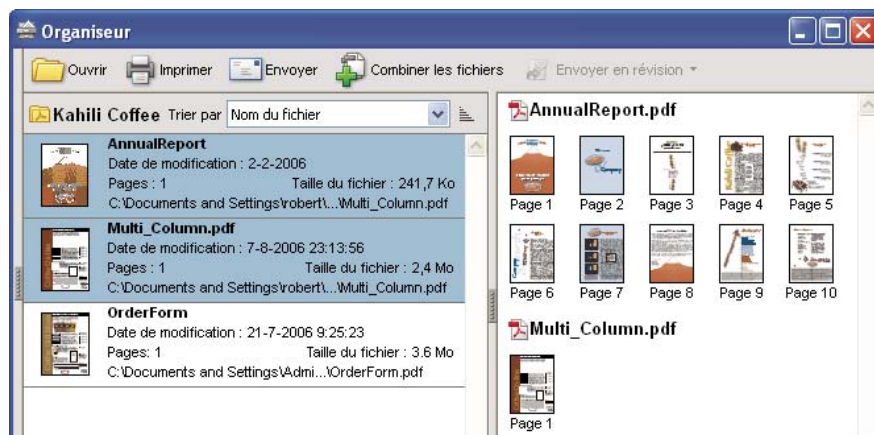 Organiseur
Ouvrir Imprimer Envoyer Combiner les fichiers Envoyer en révision
Kahili Coffee Trier par Nom du fichier
AnnualReport
Date de modification : 2-2-2006
Pages : 1 Taille du fichier : 241,7 Ko
C:\Documents and Settings\robert\...\Multi_Column.pdf
Multi_Column.pdf
Date de modification : 7-8-2006 23:13:56
Pages : 1 Taille du fichier : 2,4 Mo
C:\Documents and Settings\robert\...\Multi_Column.pdf
OrderForm
Date de modification : 21-7-2006 9:25:23
Pages: 1 Taille du fichier : 3.6 Mo
C:\Documents and Settings\Admi...\OrderForm.pdf
AnnualReport.pdf
Page 1 Page 2 Page 3 Page 4 Page 5
Page 6 Page 7 Page 8 Page 9 Page 10
Multi_Column.pdf
Page 1